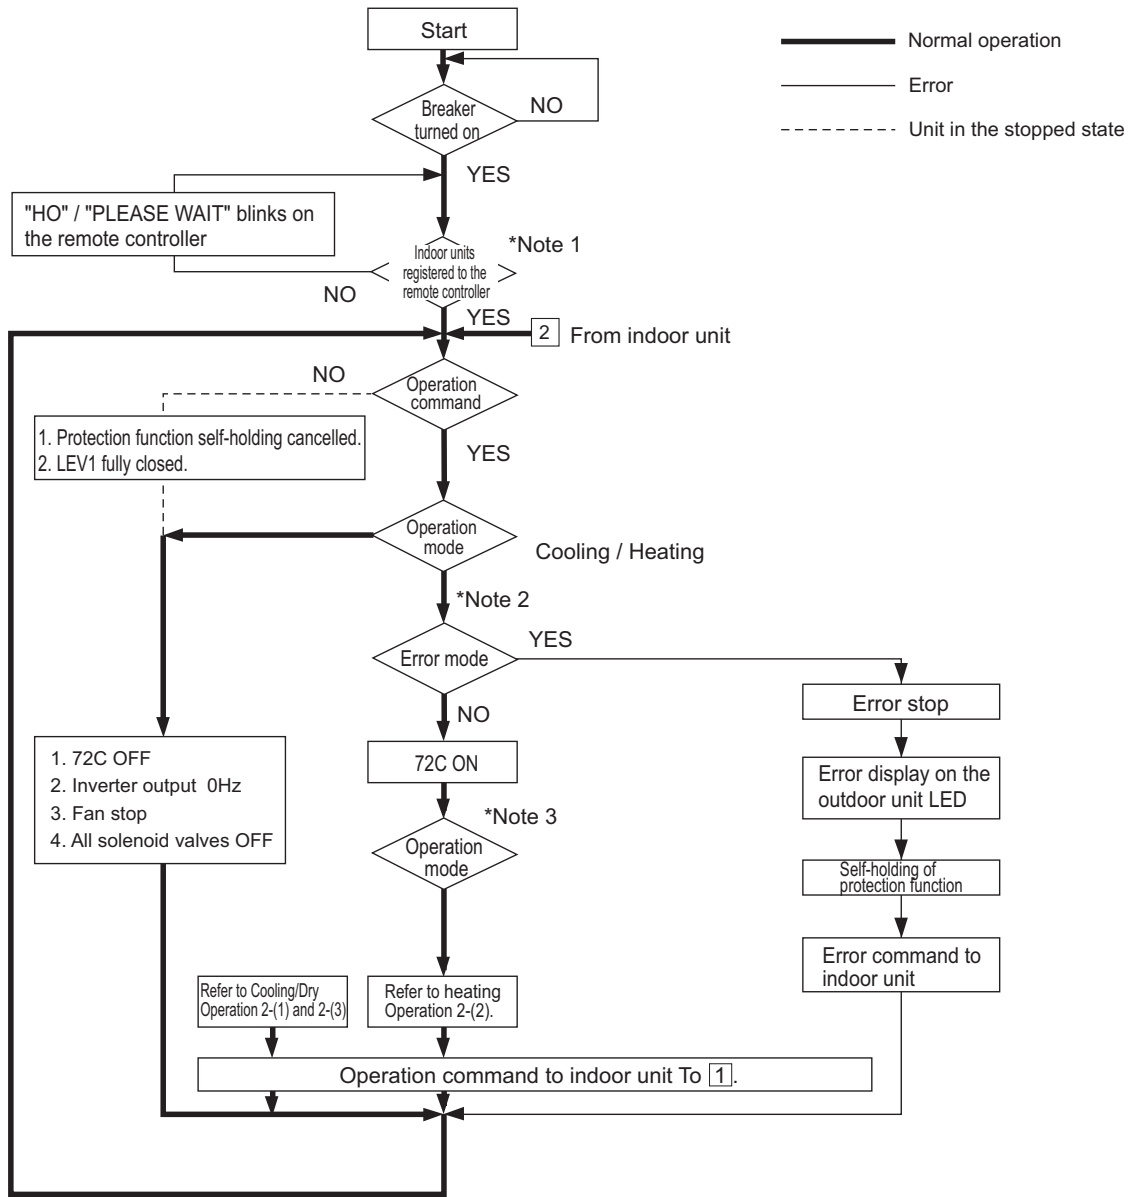 Start
Normal operation
Error
Unit in the stopped state
Breaker
turned on
NO
YES
"HO" / "PLEASE WAIT" blinks on
the remote controller
*Note 1
Indoor units
registered to the
remote controller
NO
YES
2 From indoor unit
NO
Operation
command
1. Protection function self-holding cancelled.
2. LEV1 fully closed.
YES
Operation
mode
Cooling / Heating
*Note 2
Error mode
YES
NO
Error stop
1. 72C OFF
2. Inverter output 0Hz
3. Fan stop
4. All solenoid valves OFF
72C ON
Error display on the
outdoor unit LED
*Note 3
Operation
mode
Self-holding of
protection function
Error command to
indoor unit
Refer to Cooling/Dry
Operation 2-(1) and 2-(3)
Refer to heating
Operation 2-(2).
Operation command to indoor unit To 1.